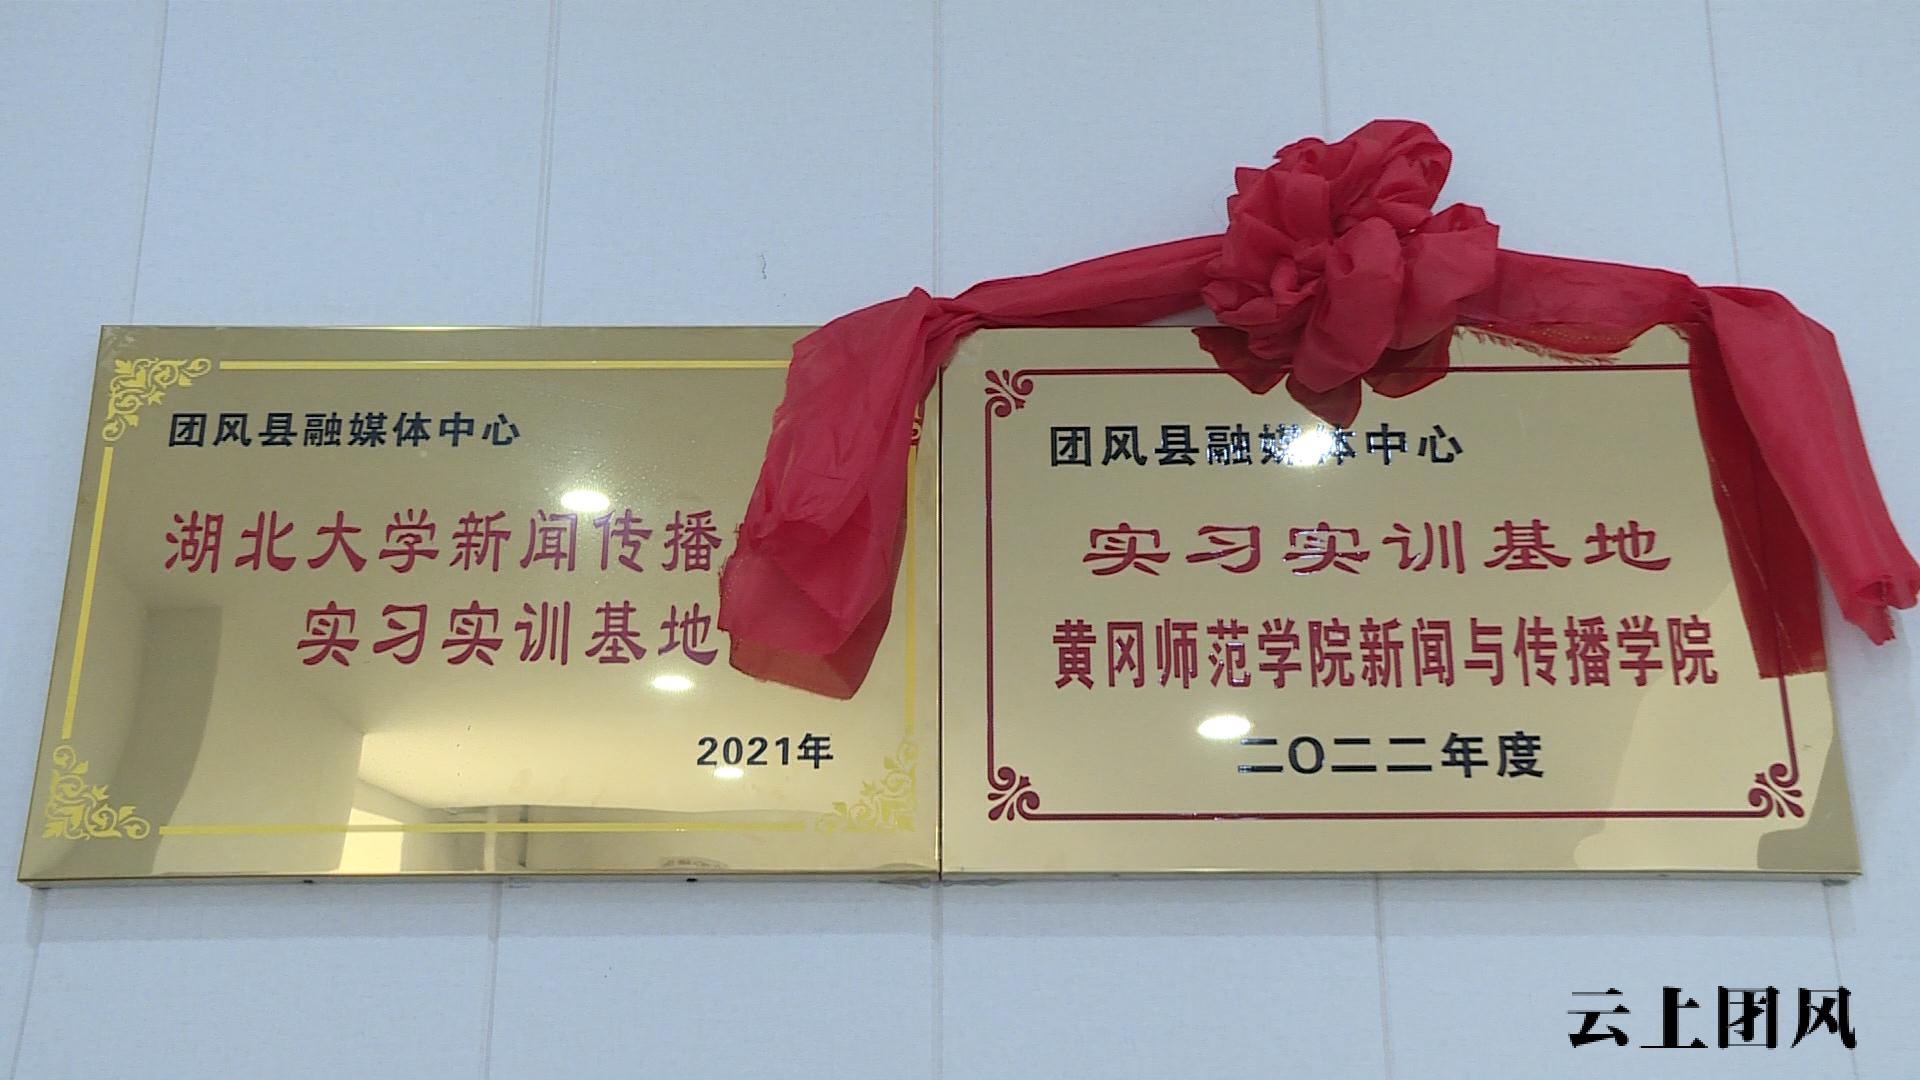 团风县融媒体中心
湖北大学新闻传播
实习实训基地
2021年
团风县融媒体中心
实习实训基地
黄冈师范学院新闻与传播学院
二〇二二年度
云上团风